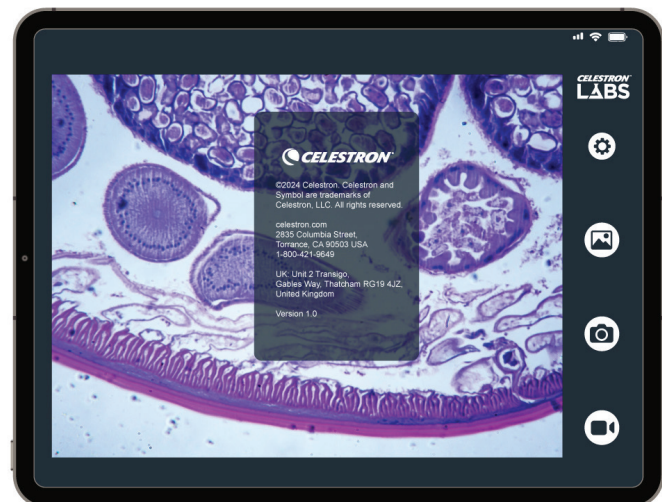 CELESTRON
LABS
CELESTRON
©2024 Celestron. Celestron and
Symbol are trademarks of
Celestron, LLC. All rights reserved.
celestron.com
2835 Columbia Street,
Torrance, CA 90503 USA
1-800-421-9649
UK: Unit 2 Transigo,
Gables Way, Thatcham RG19 4JZ,
United Kingdom
Version 1.0